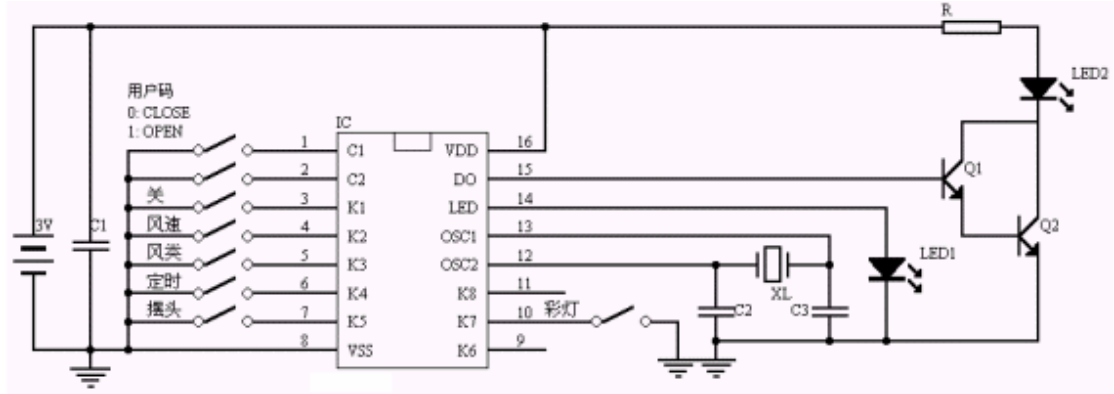 R
LED2
用户码
0: CLOSE
1: OPEN
IC
1 C1 VDD 16
2 C2 DO 15
Q1
关 3 K1 LED 14
3V C1 风速 4 K2 OSC1 13
Q2
风类 5 K3 OSC2 12
LED1
定时 6 K4 K8 11
XL
摇头 7 K5 K7 10 彩灯
C2 C3
8 VSS K6 9